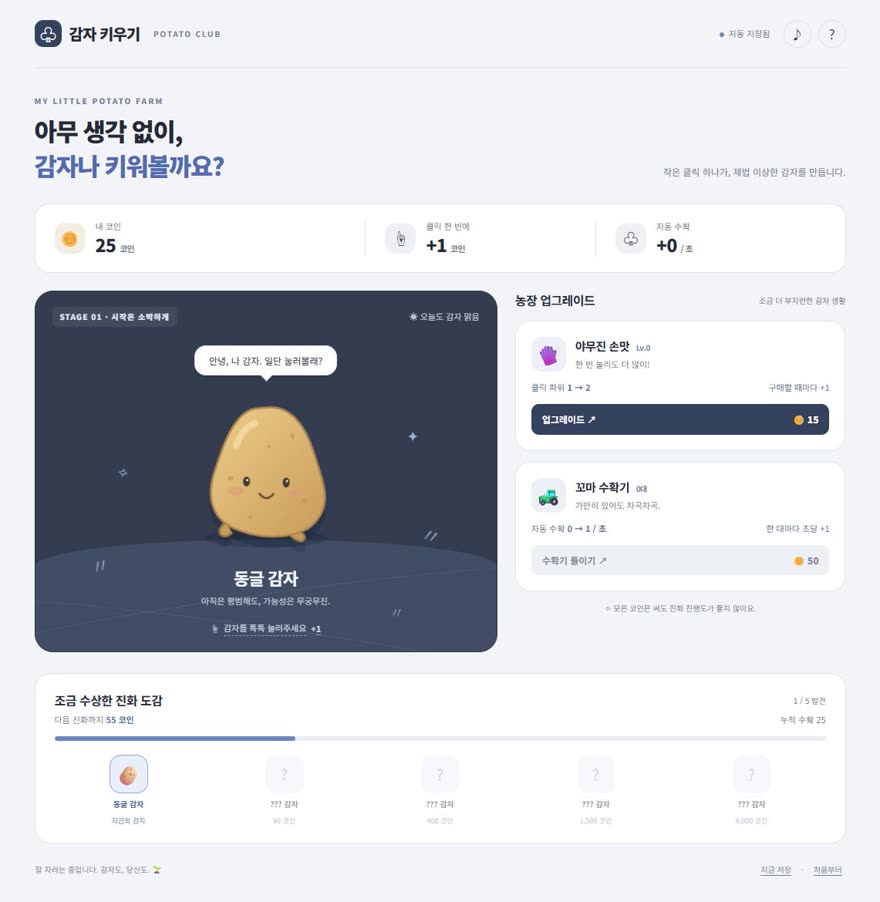 감자 키우기 POTATO CLUB
자동 저장됨 ♪ ?
MY LITTLE POTATO FARM
아무 생각 없이,
감자나 키워볼까요?
작은 클릭 하나가, 제법 이상한 감자를 만듭니다.
내 코인
25 코인
클릭 한 번에
+1 코인
자동 수확
+0 / 초
STAGE 01 · 시작은 소박하게
☀ 오늘도 감자 맑음
안녕, 나 감자. 일단 눌러볼래?
동글 감자
아직은 평범해도, 가능성은 무궁무진.
감자를 톡톡 눌러주세요 +1
농장 업그레이드
조금 더 부지런한 감자 생활
야무진 손맛 Lv.0
한 번 눌러도 더 많이!
클릭 파워 1 → 2
구매할 때마다 +1
업그레이드 ↗ 15
꼬마 수확기 0대
가만히 있어도 차곡차곡.
자동 수확 0 → 1 / 초
한 대마다 초당 +1
수확기 들이기 ↗ 50
✧ 모은 코인은 써도 진화 진행도가 줄지 않아요.
조금 수상한 진화 도감
1 / 5 발견
다음 진화까지 55 코인
누적 수확 25
동글 감자
지금의 감자
?
??? 감자
80 코인
?
??? 감자
400 코인
?
??? 감자
1,500 코인
?
??? 감자
6,000 코인
잘 자라는 중입니다. 감자도, 당신도.
지금 저장 · 처음부터